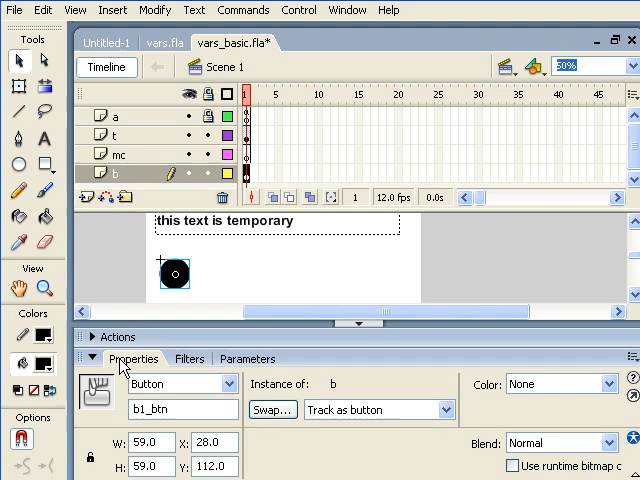 File Edit View Insert Modify Text Commands Control Window Help
Tools
View
Colors
Options
Untitled-1 vars.fla vars_basic.fla*
Timeline Scene 1 50%
1 5 10 15 20 25 30 35 40 45
a
t
mc
b
1 12.0 fps 0.0s
this text is temporary
Actions
Properties Filters Parameters
Button Instance of: b Color: None
b1_btn Swap... Track as button
W: 59.0 X: 28.0 Blend: Normal
H: 59.0 Y: 112.0 Use runtime bitmap c